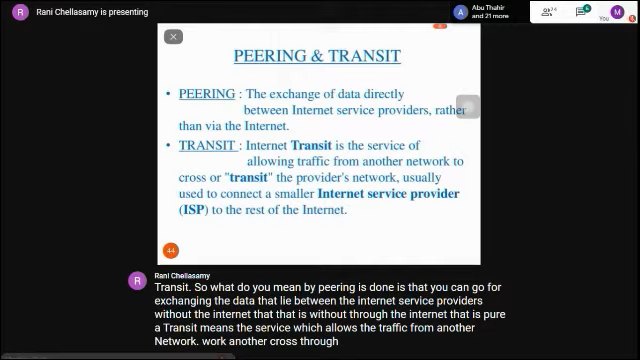 R Rani Chellasamy is presenting
A Abu Thahir
and 21 more
You M
PEERING & TRANSIT
• PEERING : The exchange of data directly
between Internet service providers, rather
than via the Internet.
• TRANSIT : Internet Transit is the service of
allowing traffic from another network to
cross or "transit" the provider's network, usually
used to connect a smaller Internet service provider
(ISP) to the rest of the Internet.
44
R Rani Chellasamy
Transit. So what do you mean by peering is done is that you can go for
exchanging the data that lie between the internet service providers
without the internet that that is without through the internet that is pure
a Transit means the service which allows the traffic from another
Network. work another cross through